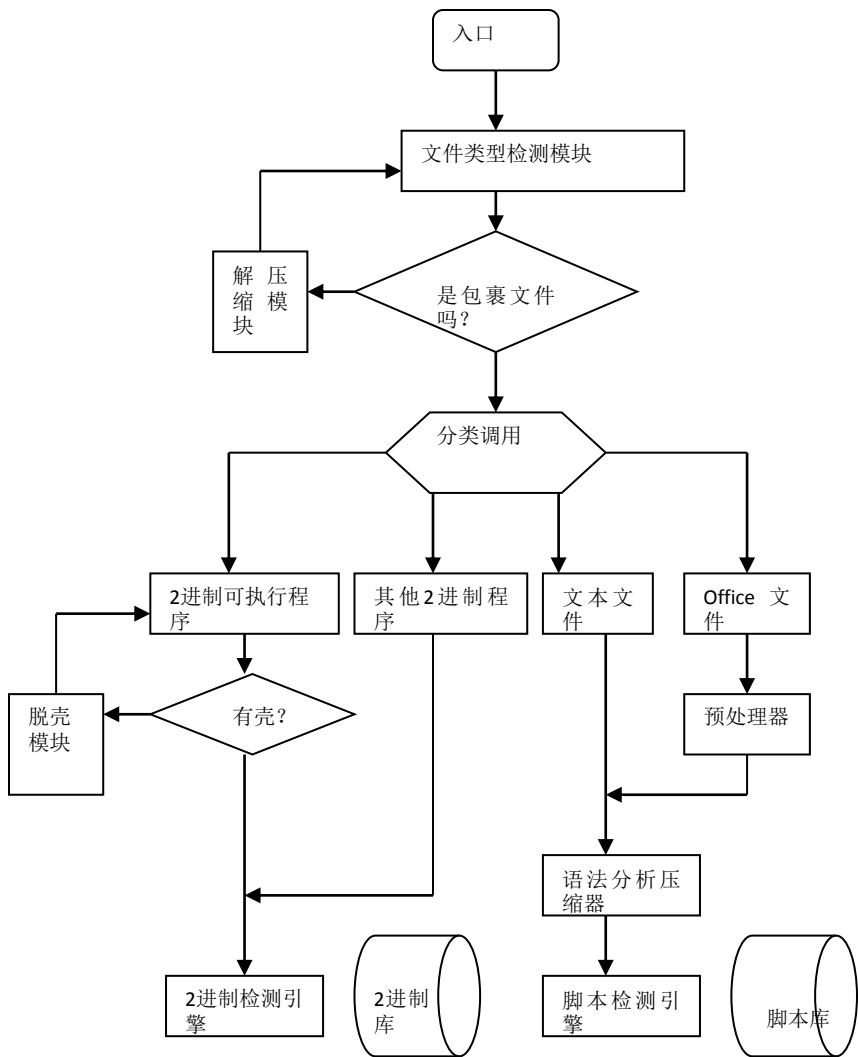 入口
文件类型检测模块
解压
缩模
块
是包裹文件
吗？
分类调用
2进制可执行程
序
其他2进制程
序
文本文
件
Office 文
件
脱壳
模块
有壳？
预处理器
语法分析压
缩器
2进制检测引
擎
2进制
库
脚本检测引
擎
脚本库